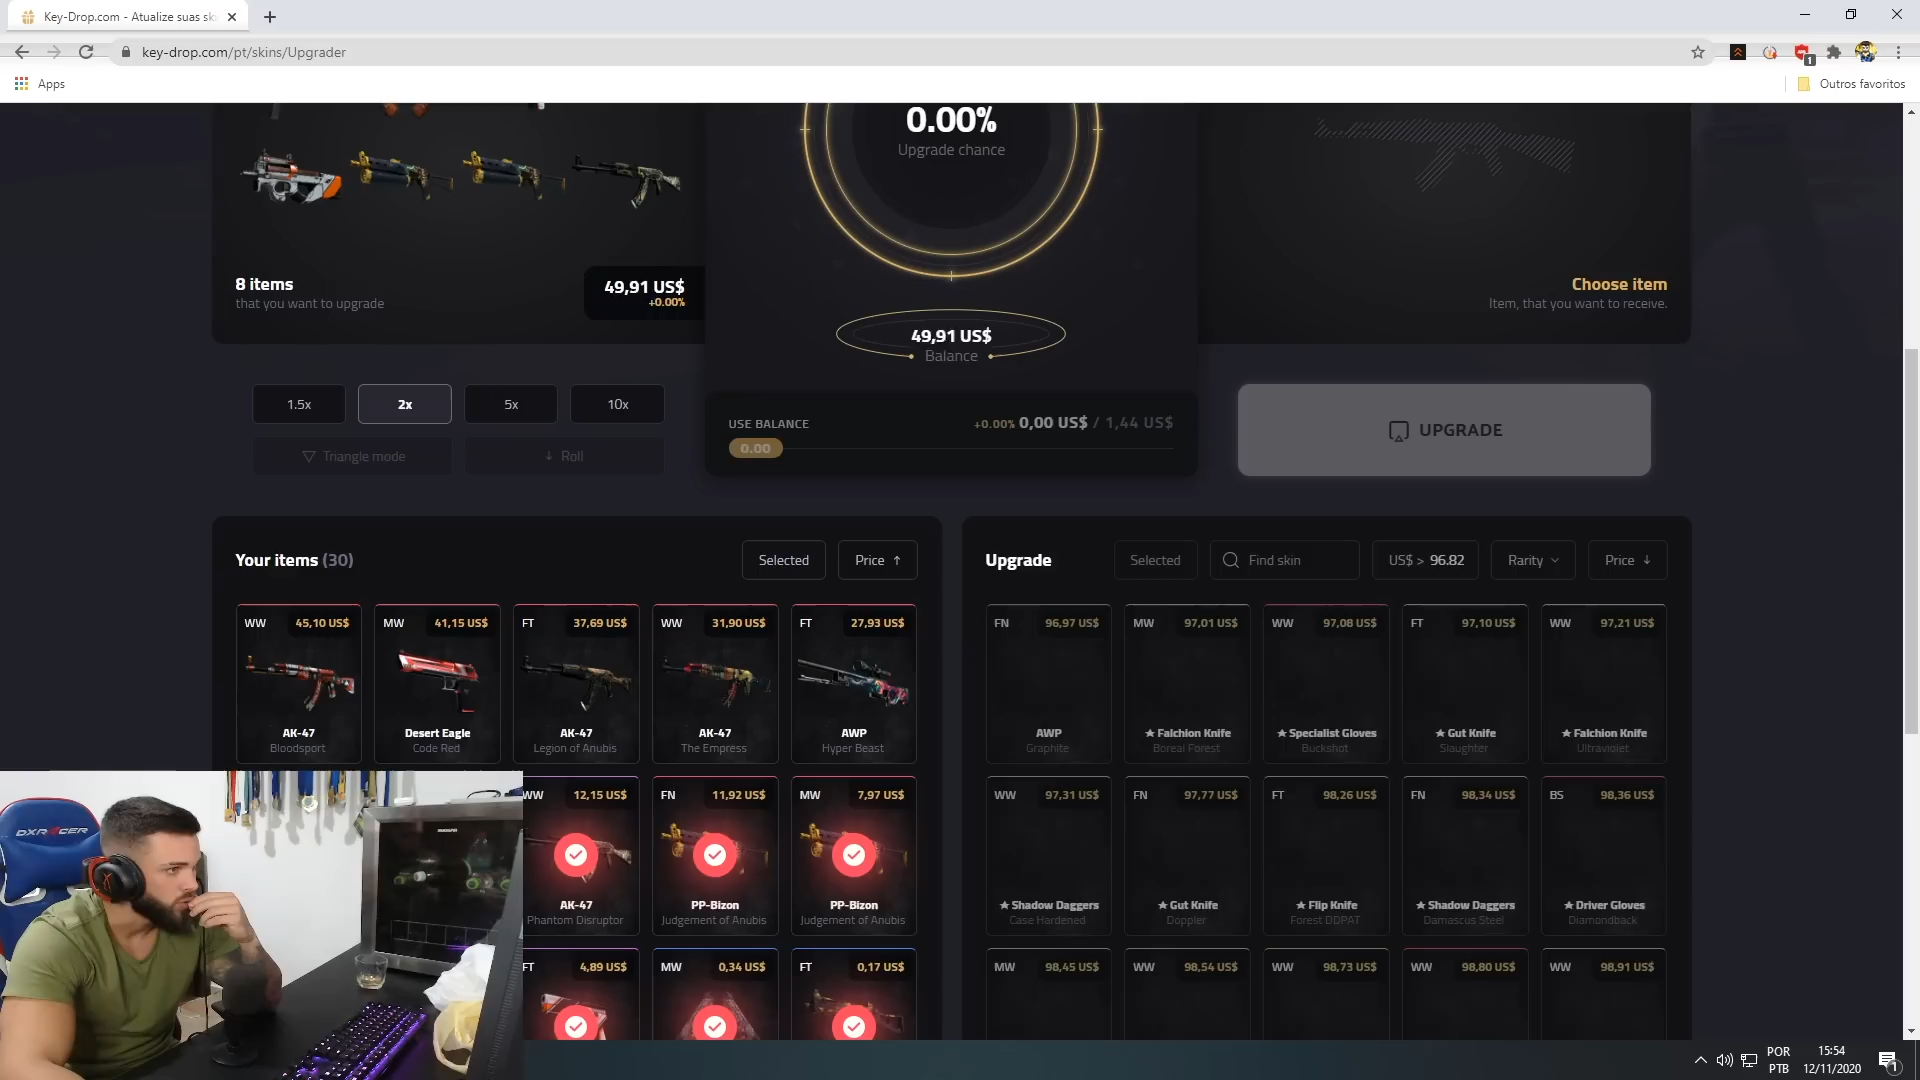 Key-Drop.com - Atualize suas sk
key-drop.com/pt/skins/Upgrader
1
Apps
Outros favoritos
0.00%
Upgrade chance
8 items
that you want to upgrade
49,91 US$
+0.00%
Choose item
Item, that you want to receive.
49,91 US$
Balance
1.5x
2x
5x
10x
Triangle mode
Roll
USE BALANCE
+0.00% 0,00 US$ / 1,44 US$
0.00
UPGRADE
Your items (30)
Selected
Price
Upgrade
Selected
Find skin
US$ > 96.82
Rarity
Price
WW 45,10 US$
AK-47
Bloodsport
MW 41,15 US$
Desert Eagle
Code Red
FT 37,69 US$
AK-47
Legion of Anubis
WW 31,90 US$
AK-47
The Empress
FT 27,93 US$
AWP
Hyper Beast
WW 12,15 US$
AK-47
Phantom Disruptor
FN 11,92 US$
PP-Bizon
Judgement of Anubis
MW 7,97 US$
PP-Bizon
Judgement of Anubis
FT 4,89 US$
MW 0,34 US$
FT 0,17 US$
FN 96,97 US$
AWP
Graphite
MW 97,01 US$
★ Falchion Knife
Boreal Forest
WW 97,08 US$
★ Specialist Gloves
Buckshot
FT 97,10 US$
★ Gut Knife
Slaughter
WW 97,21 US$
★ Falchion Knife
Ultraviolet
WW 97,31 US$
★ Shadow Daggers
Case Hardened
FN 97,77 US$
★ Gut Knife
Doppler
FT 98,26 US$
★ Flip Knife
Forest DDPAT
FN 98,34 US$
★ Shadow Daggers
Damascus Steel
BS 98,36 US$
★ Driver Gloves
Diamondback
MW 98,45 US$
WW 98,54 US$
WW 98,73 US$
WW 98,80 US$
WW 98,91 US$
DXRACER
POR
PTB
15:54
12/11/2020
1